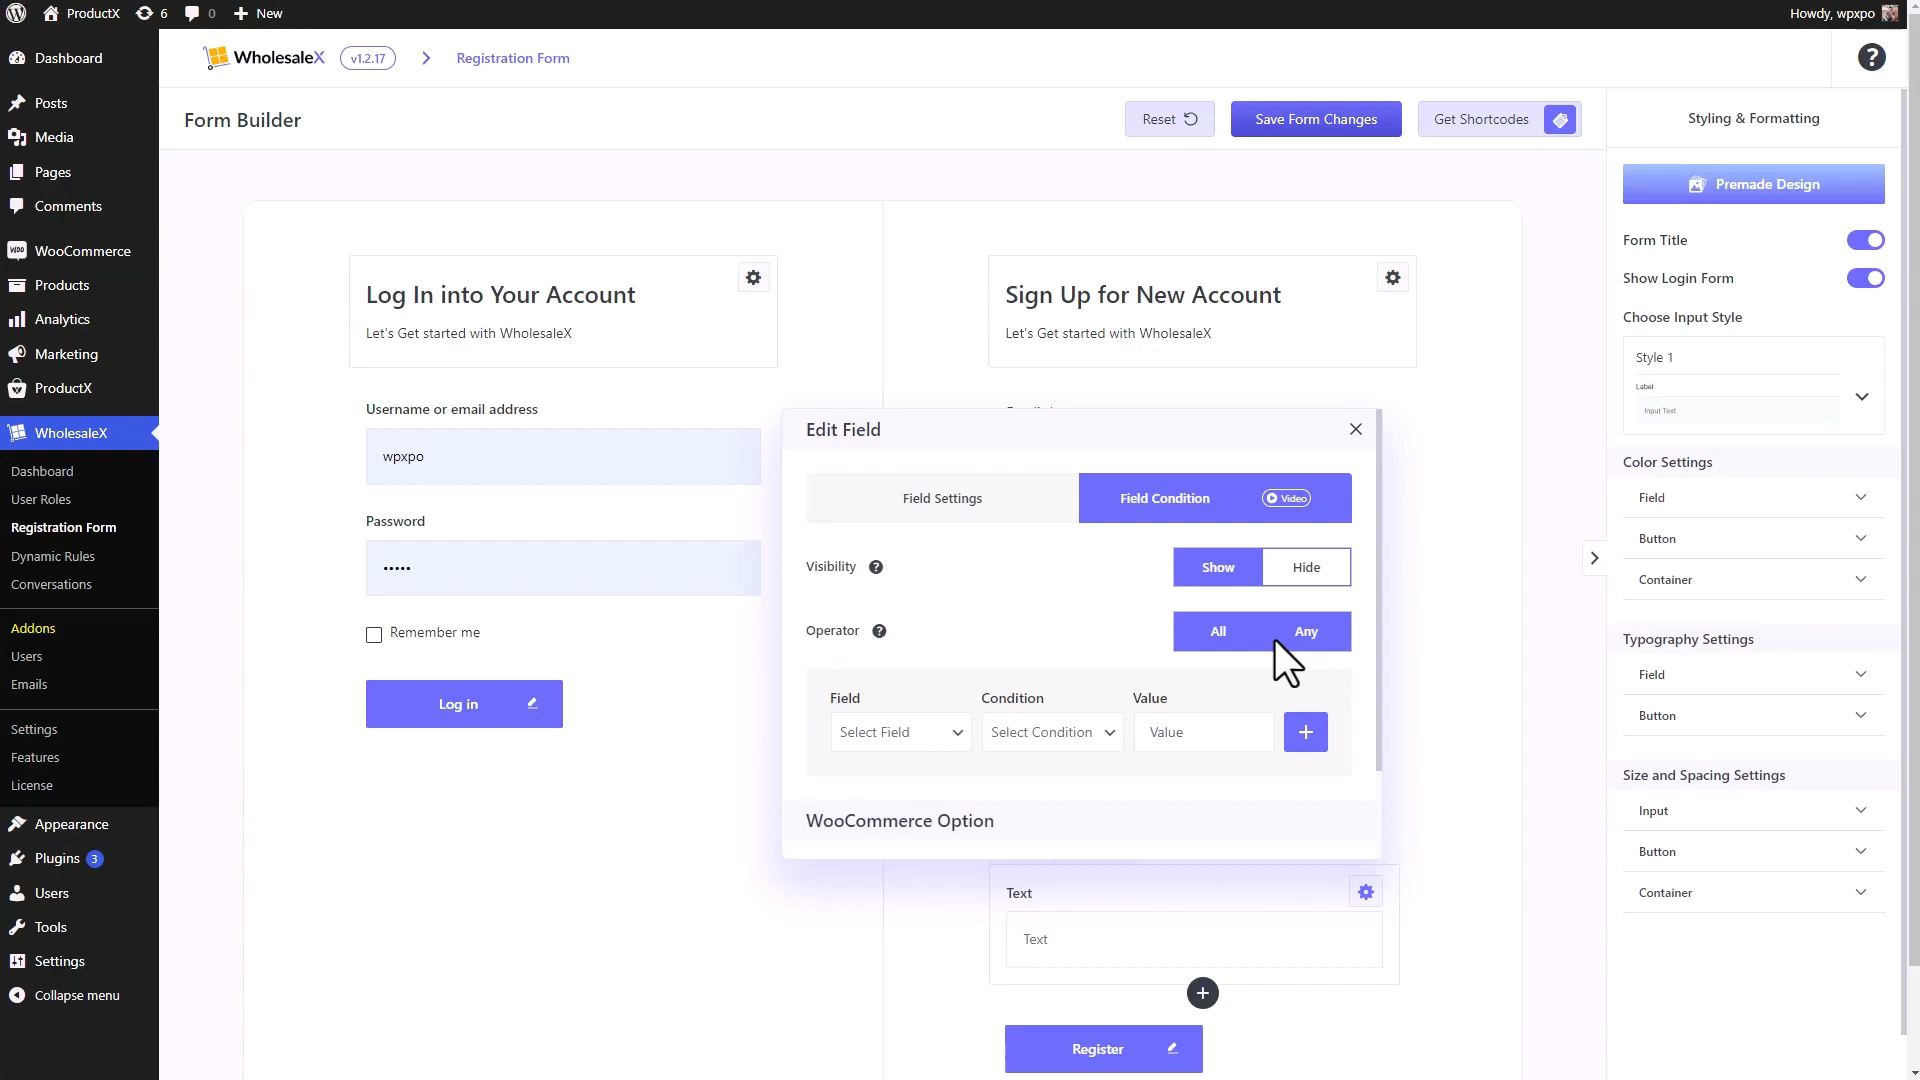 ProductX
6
0
New
Howdy, wpxpo
Dashboard
Posts
Media
Pages
Comments
WooCommerce
Products
Analytics
Marketing
ProductX
WholesaleX
Dashboard
User Roles
Registration Form
Dynamic Rules
Conversations
Addons
Users
Emails
Settings
Features
License
Appearance
Plugins 3
Users
Tools
Settings
Collapse menu
WholesaleX
v1.2.17
Registration Form
?
Form Builder
Reset
Save Form Changes
Get Shortcodes
Log In into Your Account
Let's Get started with WholesaleX
Username or email address
wpxpo
Password
•••••
Remember me
Log in
Sign Up for New Account
Let's Get started with WholesaleX
Edit Field
Field Settings
Field Condition
Video
Visibility ?
Show
Hide
Operator ?
All
Any
Field
Condition
Value
Select Field
Select Condition
Value
WooCommerce Option
Text
Text
Register
Styling & Formatting
Premade Design
Form Title
Show Login Form
Choose Input Style
Style 1
Label
Input Text
Color Settings
Field
Button
Container
Typography Settings
Field
Button
Size and Spacing Settings
Input
Button
Container